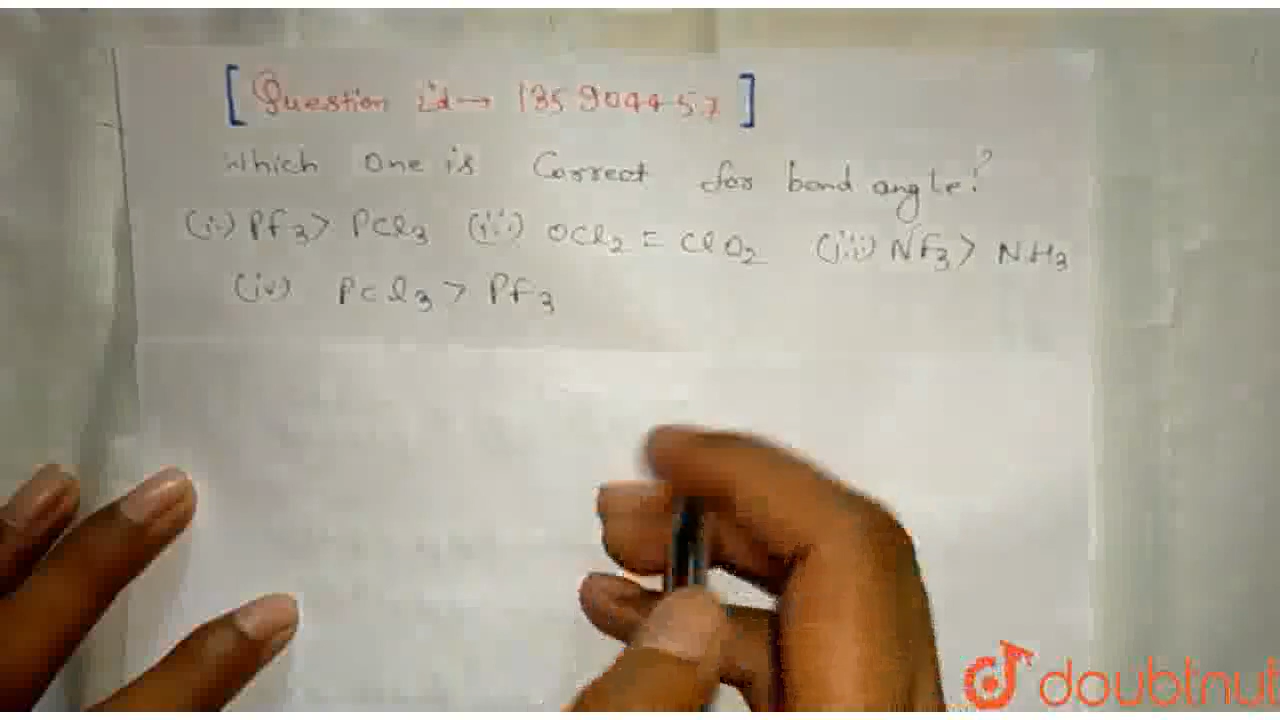 [Question id→ 135904457]
Which One is Correct for bond angle?
(i) PF3> PCl3 (ii) OCl2 = ClO2 (iii) NF3> NH3
(iv) PCl3 > PF3
doubtnut